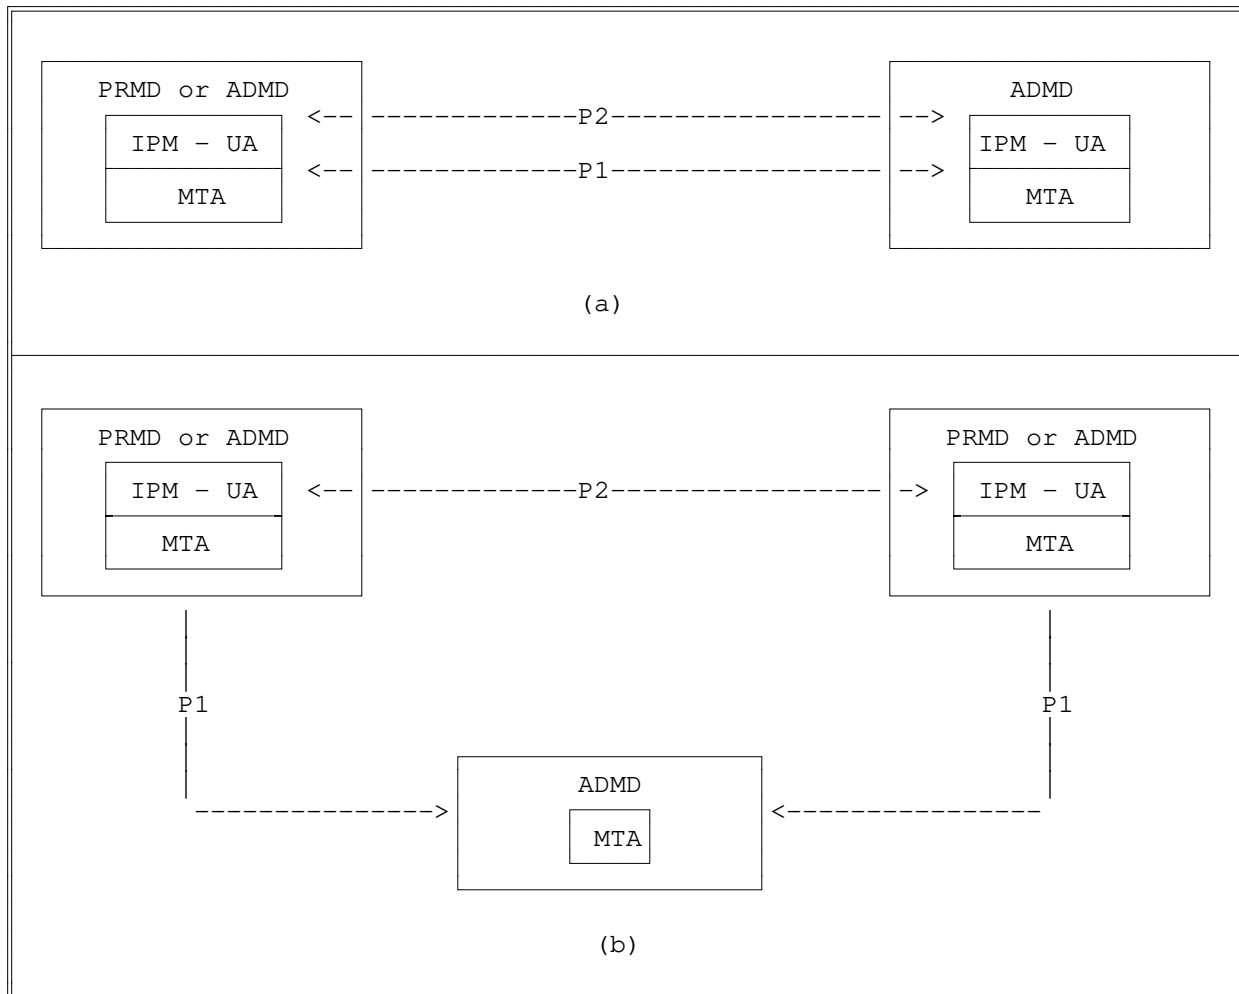 PRMD or ADMD ADMD
<-- -------------P2----------------- -->
IPM - UA IPM - UA
<-- -------------P1----------------- -->
MTA MTA
(a)
PRMD or ADMD PRMD or ADMD
IPM - UA <-- -------------P2----------------- -> IPM - UA
MTA MTA
P1 P1
ADMD
---------------> <-----------------
MTA
(b)